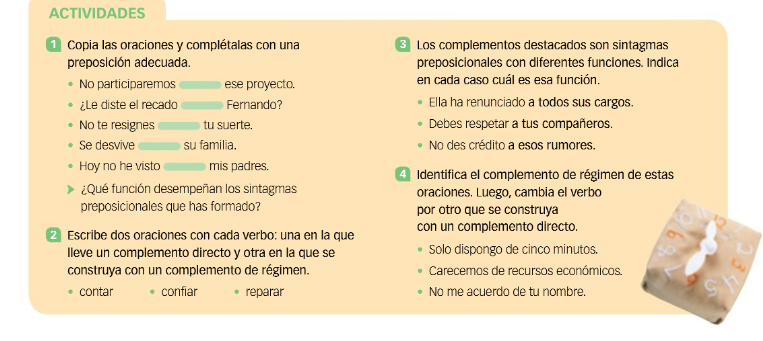 ACTIVIDADES
1 Copia las oraciones y complétalas con una
preposición adecuada.
• No participaremos ese proyecto.
• ¿Le diste el recado Fernando?
• No te resignes tu suerte.
• Se desvive su familia.
• Hoy no he visto mis padres.
¿Qué función desempeñan los sintagmas
preposicionales que has formado?
2 Escribe dos oraciones con cada verbo: una en la que
lleve un complemento directo y otra en la que se
construya con un complemento de régimen.
• contar • confiar • reparar
3 Los complementos destacados son sintagmas
preposicionales con diferentes funciones. Indica
en cada caso cuál es esa función.
• Ella ha renunciado a todos sus cargos.
• Debes respetar a tus compañeros.
• No des crédito a esos rumores.
4 Identifica el complemento de régimen de estas
oraciones. Luego, cambia el verbo
por otro que se construya
con un complemento directo.
• Solo dispongo de cinco minutos.
• Carecemos de recursos económicos.
• No me acuerdo de tu nombre.